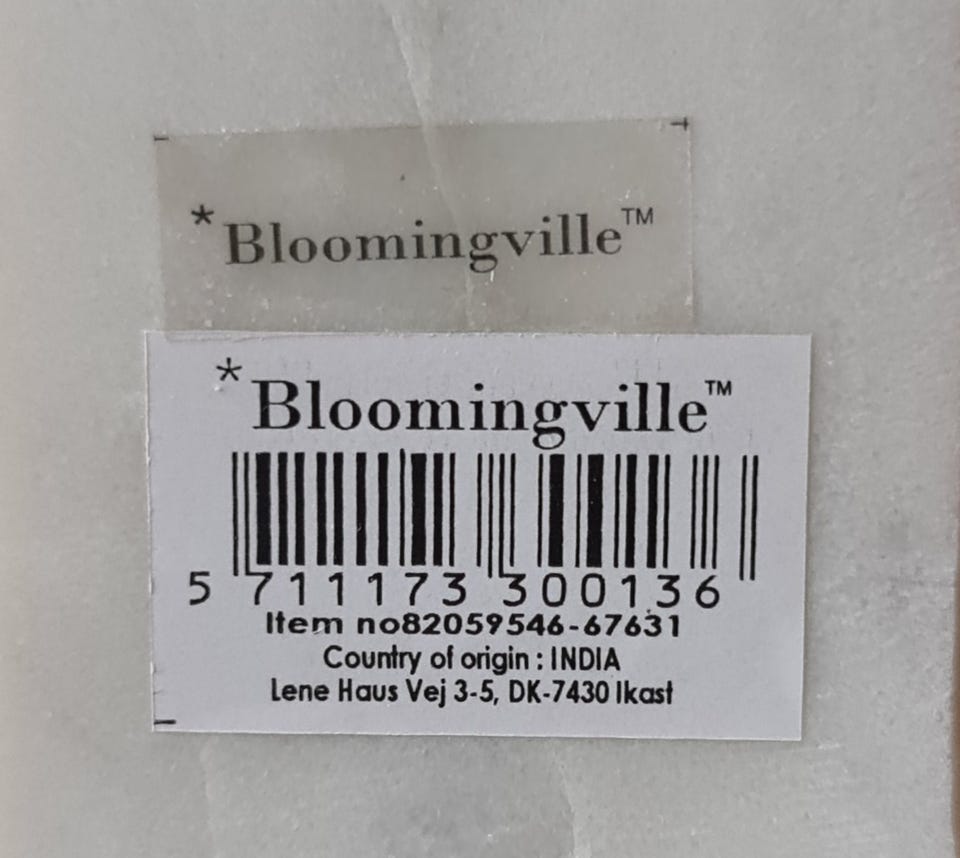 *Bloomingville™
*Bloomingville™
5 711173 300136
Item no82059546-67631
Country of origin : INDIA
Lene Haus Vej 3-5, DK-7430 Ikast